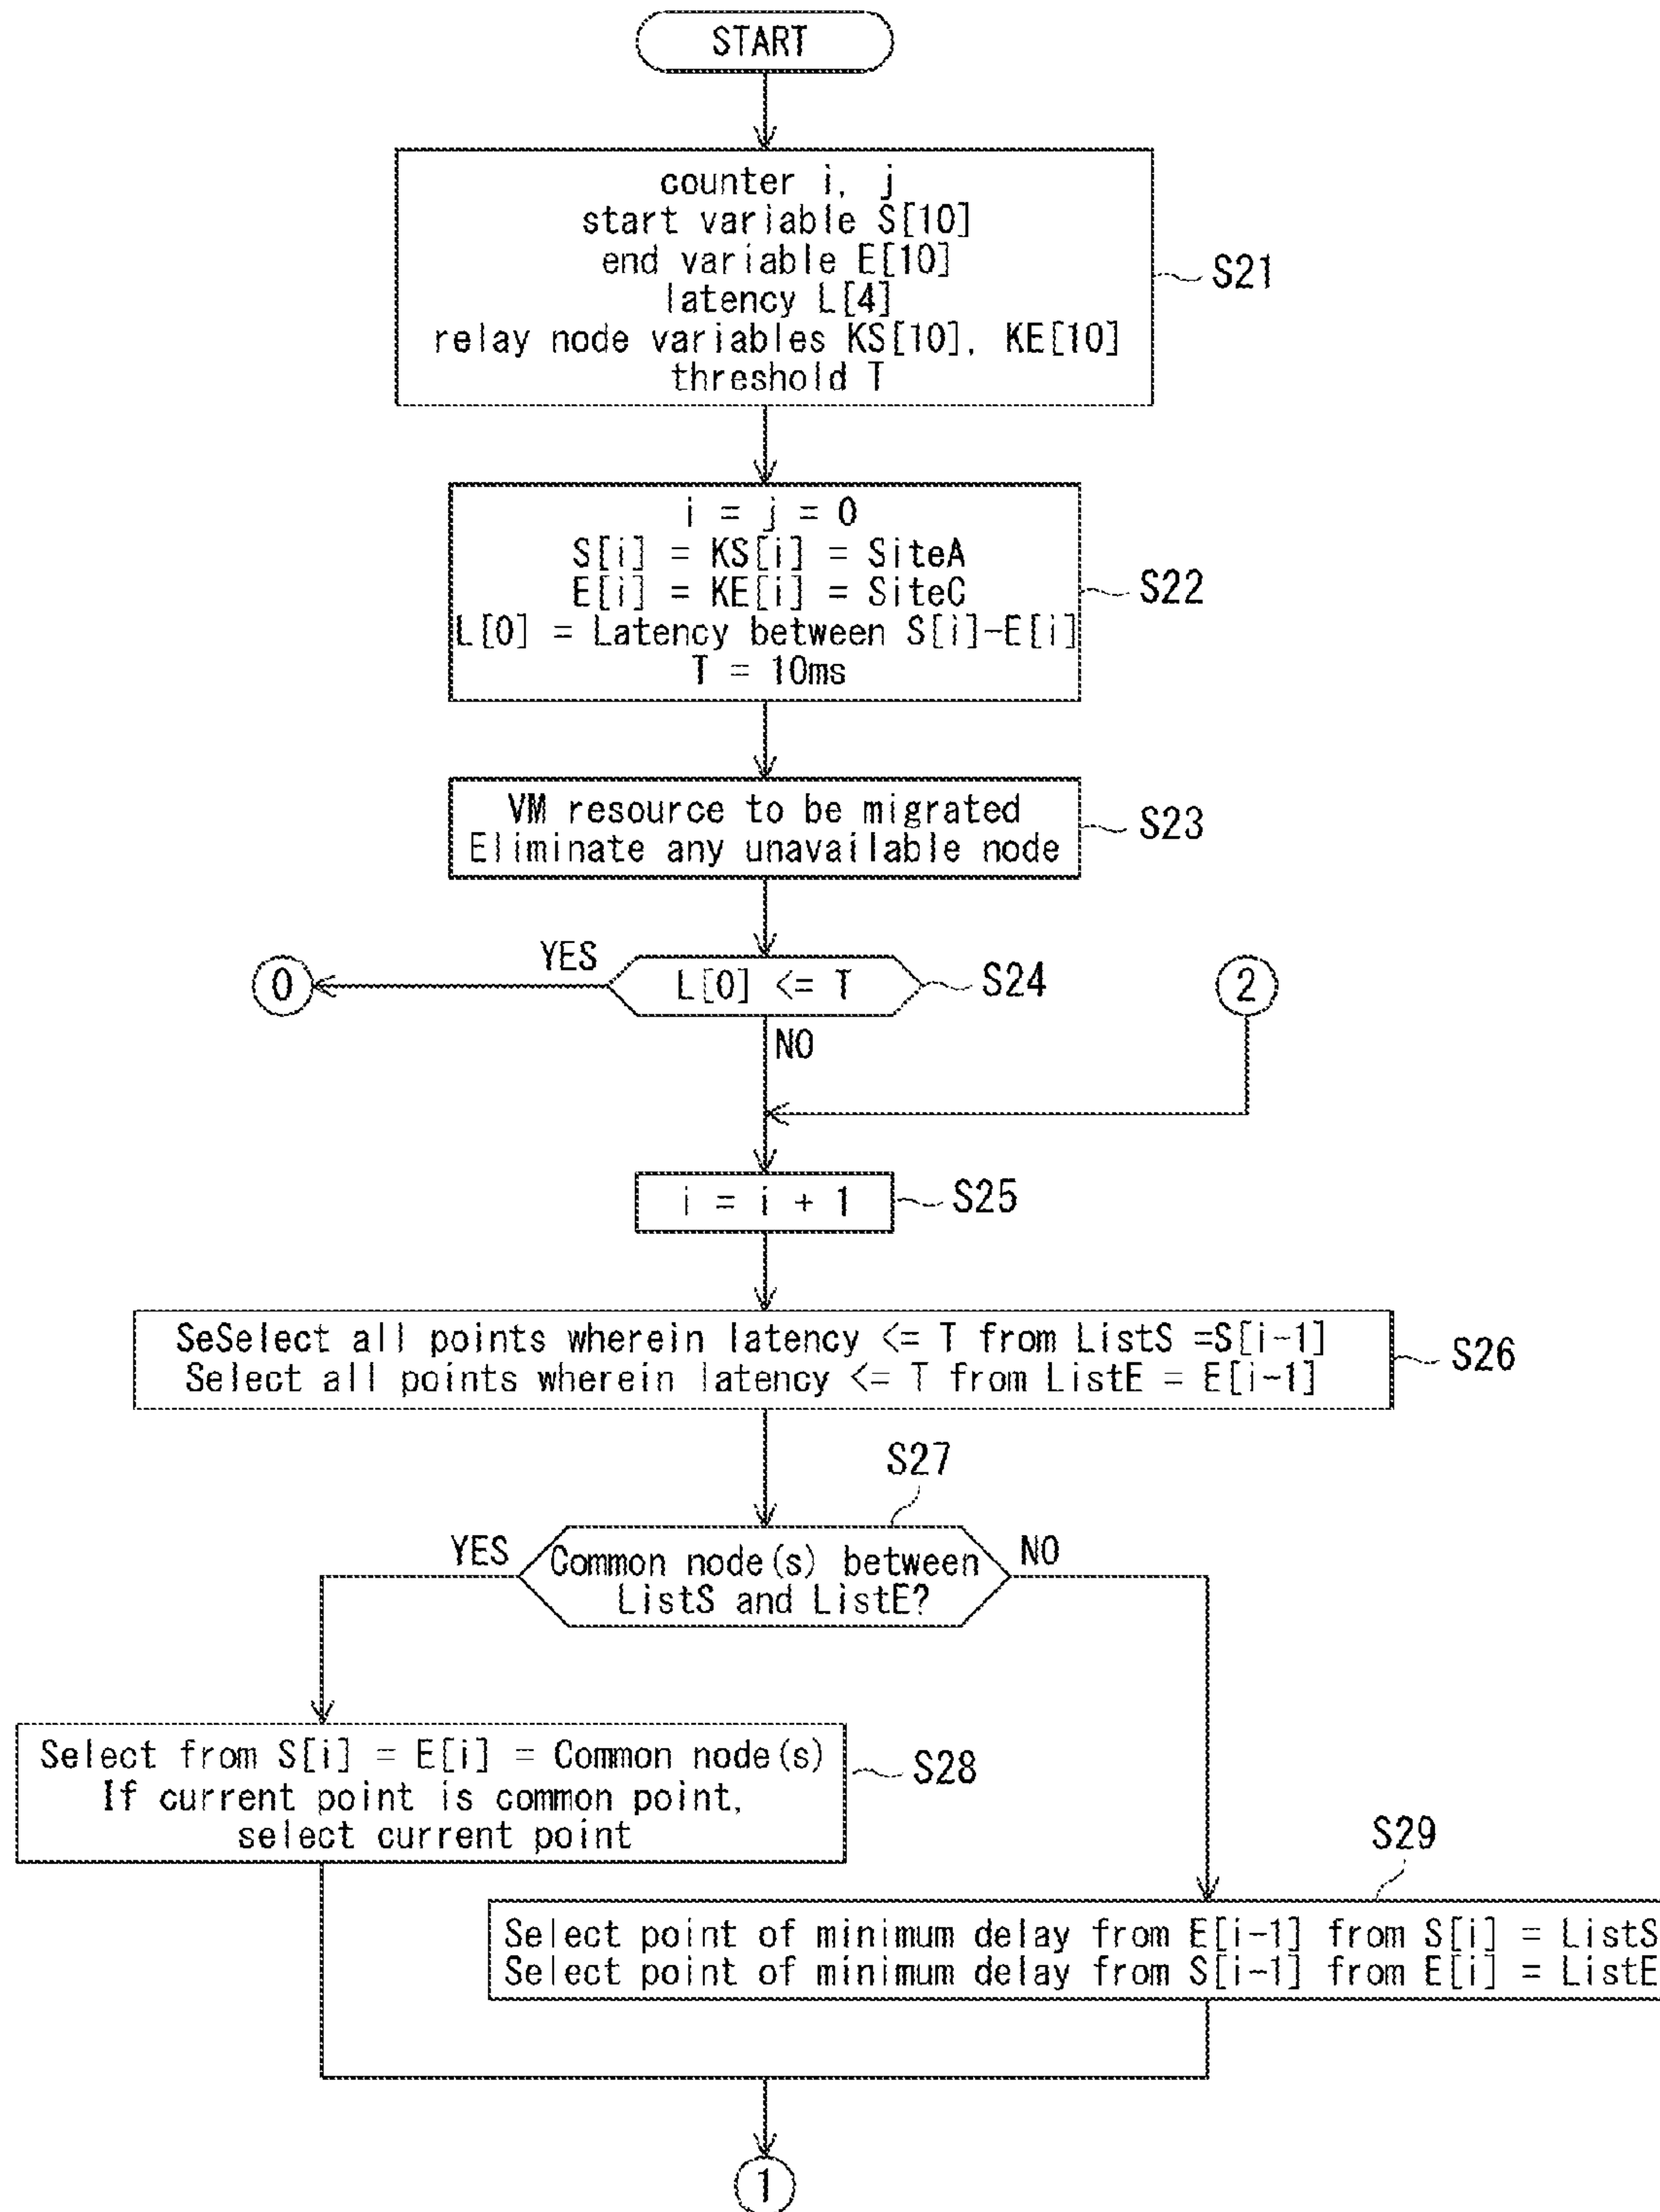 START
counter i, j
start variable S[10]
end variable E[10]
latency L[4]
relay node variables KS[10], KE[10]
threshold T
S21
i = j = 0
S[i] = KS[i] = SiteA
E[i] = KE[i] = SiteC
L[0] = Latency between S[i]-E[i]
T = 10ms
S22
VM resource to be migrated
Eliminate any unavailable node
S23
YES
0
L[0] <= T
S24
2
NO
i = i + 1
S25
SeSelect all points wherein latency <= T from ListS =S[i-1]
Select all points wherein latency <= T from ListE = E[i-1]
S26
S27
YES
Common node(s) between
ListS and ListE?
NO
Select from S[i] = E[i] = Common node(s)
If current point is common point,
select current point
S28
S29
Select point of minimum delay from E[i-1] from S[i] = ListS
Select point of minimum delay from S[i-1] from E[i] = ListE
1